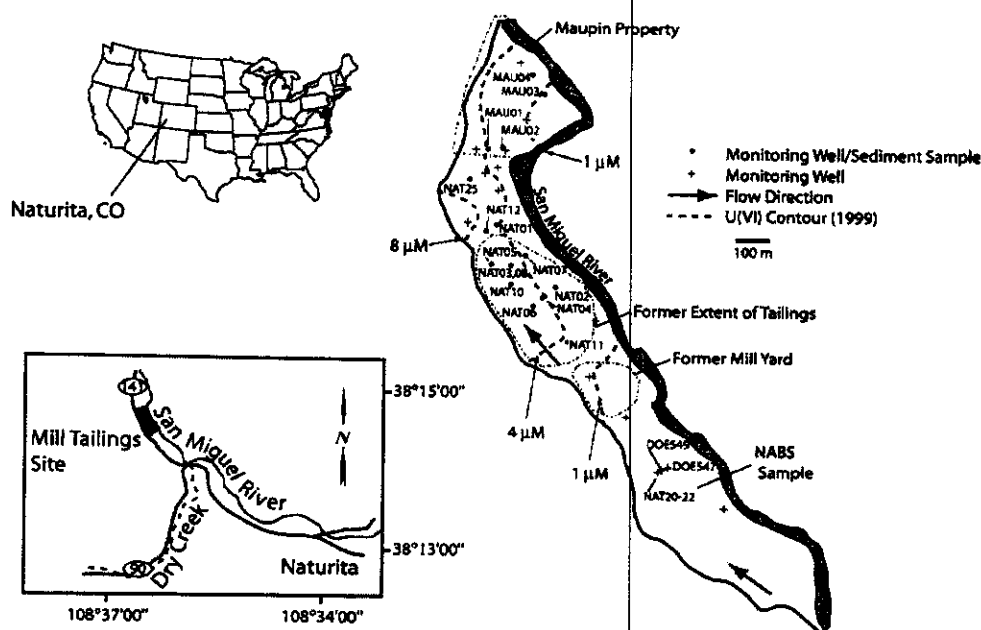 Maupin Property
MAU04
MAU03
MAU01
MAU02
1 µM
Monitoring Well/Sediment Sample
Monitoring Well
Flow Direction
U(VI) Contour (1999)
100 m
Naturita, CO
NAT25
NAT12
NAT01
8 µM
San Miguel River
NAT05
NAT03,08
NAT07
NAT10
NAT02
NAT04
NAT06
Former Extent of Tailings
NAT11
Former Mill Yard
4 µM
1 µM
DOE547
NABS
Sample
NAT20-22
141
San Miguel River
Mill Tailings
Site
N
Dry Creek
90
Naturita
38°15'00"
38°13'00"
108°37'00"
108°34'00"